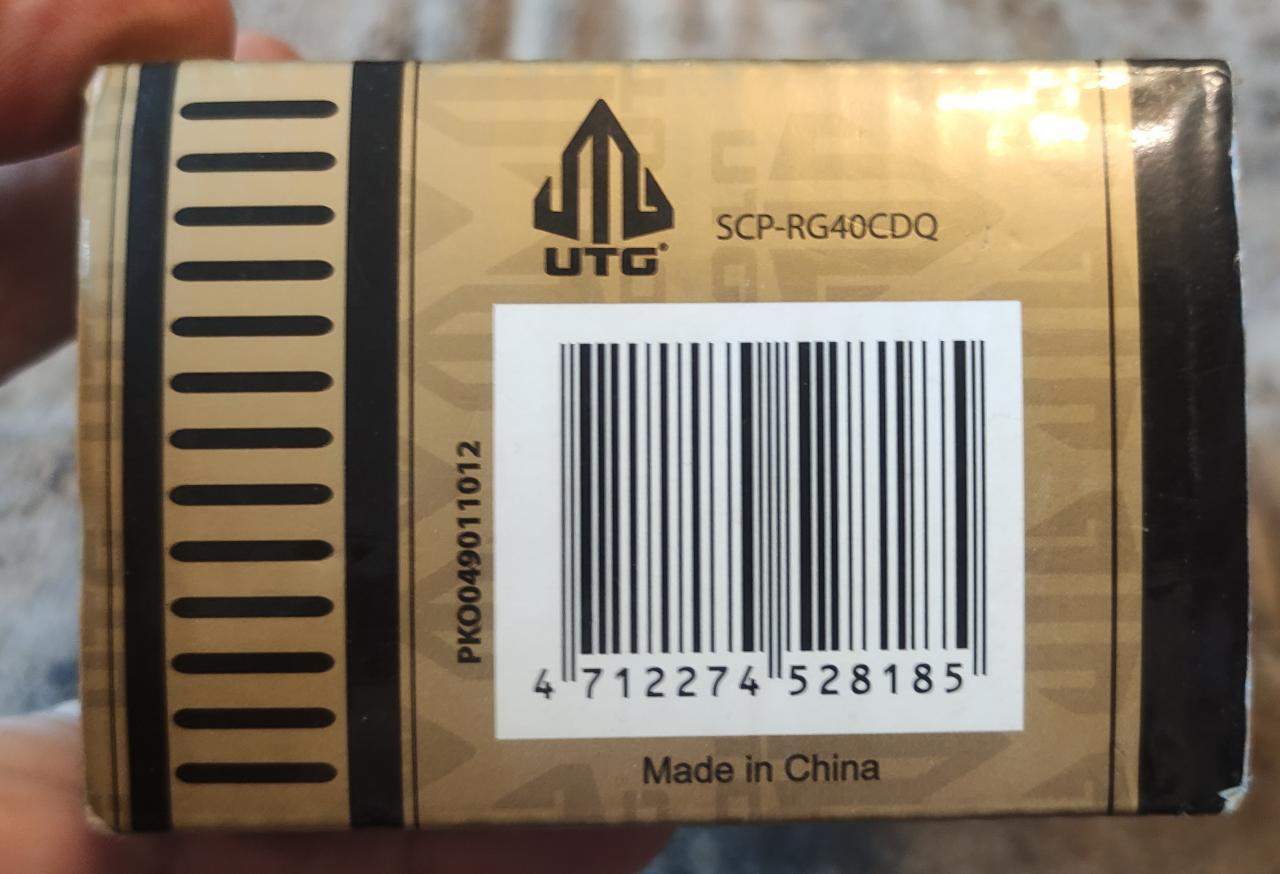 UTG®
SCP-RG40CDQ
PKO049011012
4 712274 528185
Made in China